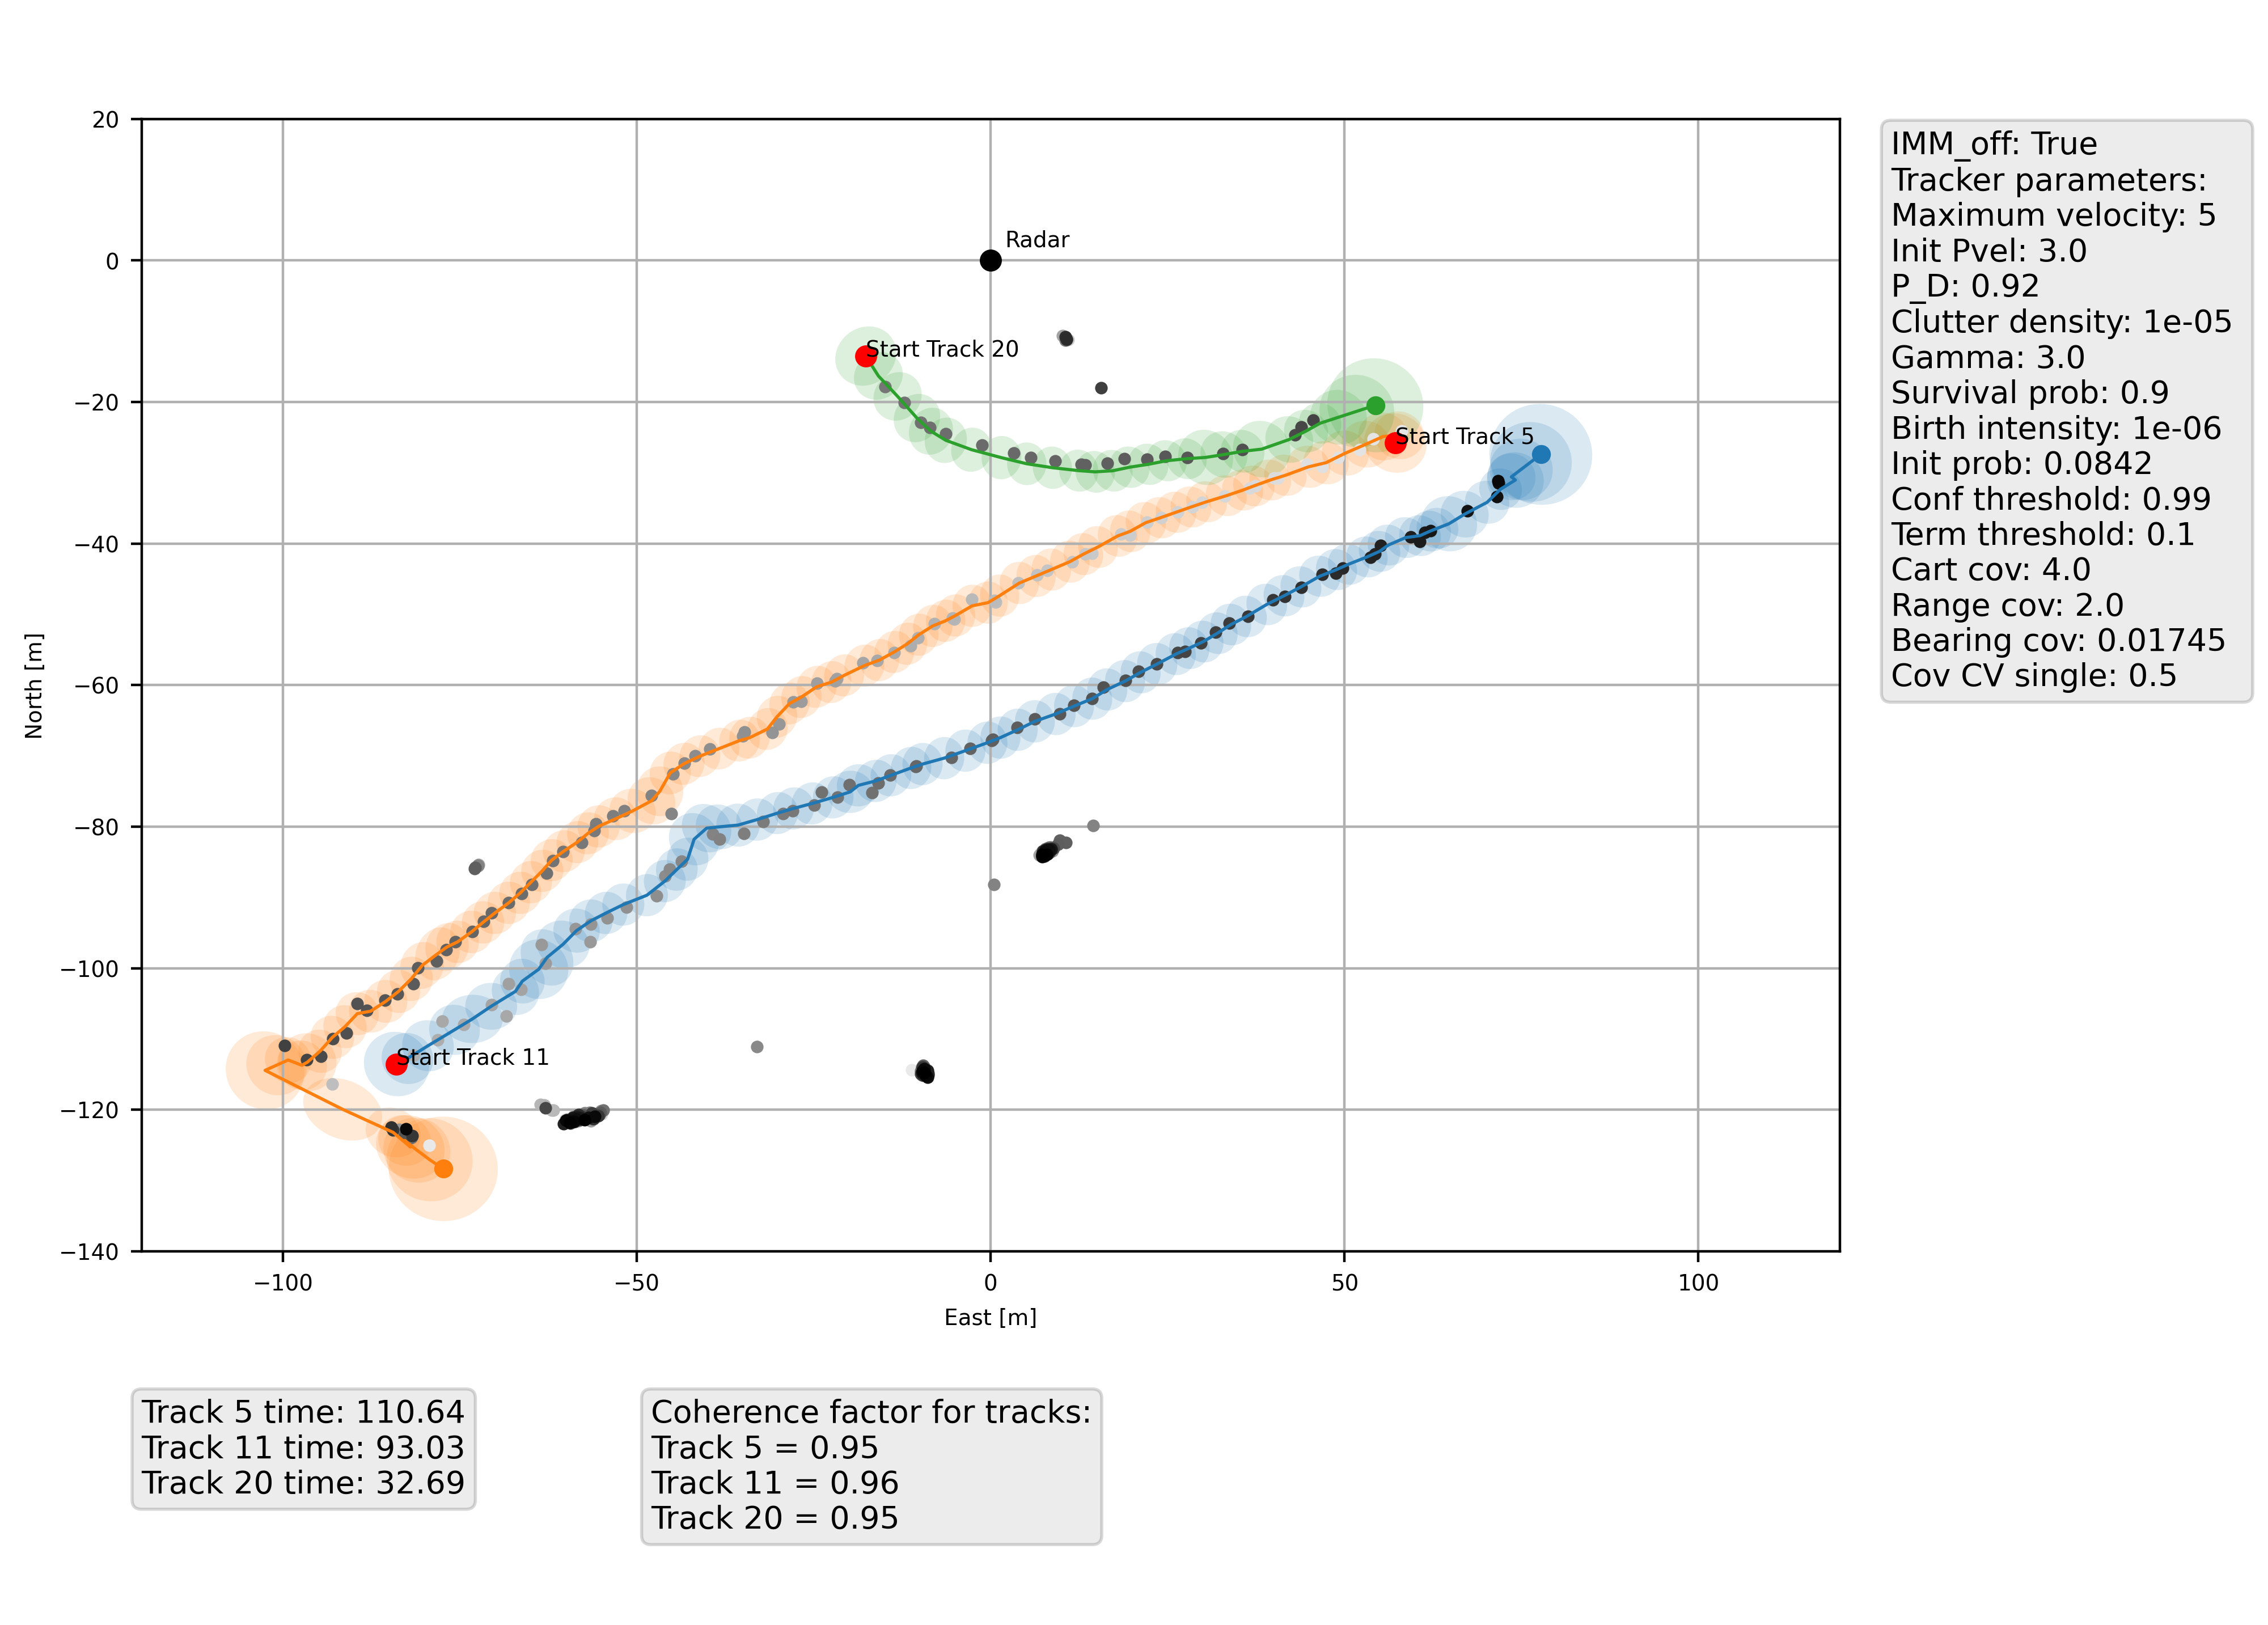 20
0
−20
−40
−60
−80
−100
−120
−140
North [m]
−100
−50
0
50
100
East [m]
Radar
Start Track 20
Start Track 5
Start Track 11
IMM_off: True
Tracker parameters:
Maximum velocity: 5
Init Pvel: 3.0
P_D: 0.92
Clutter density: 1e-05
Gamma: 3.0
Survival prob: 0.9
Birth intensity: 1e-06
Init prob: 0.0842
Conf threshold: 0.99
Term threshold: 0.1
Cart cov: 4.0
Range cov: 2.0
Bearing cov: 0.01745
Cov CV single: 0.5
Track 5 time: 110.64
Track 11 time: 93.03
Track 20 time: 32.69
Coherence factor for tracks:
Track 5 = 0.95
Track 11 = 0.96
Track 20 = 0.95